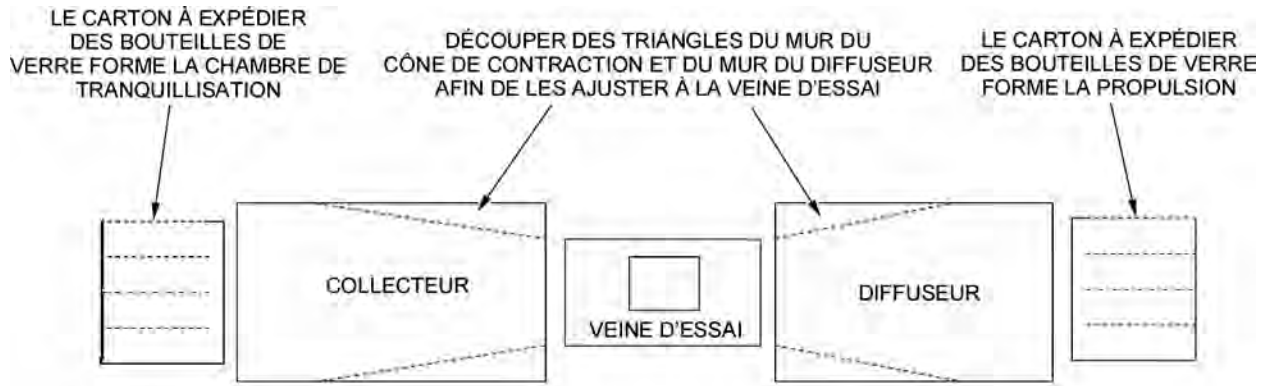 LE CARTON À EXPÉDIER
DES BOUTEILLES DE
VERRE FORME LA CHAMBRE DE
TRANQUILLISATION
DÉCOUPER DES TRIANGLES DU MUR DU
CÔNE DE CONTRACTION ET DU MUR DU DIFFUSEUR
AFIN DE LES AJUSTER À LA VEINE D'ESSAI
LE CARTON À EXPÉDIER
DES BOUTEILLES DE VERRE
FORME LA PROPULSION
COLLECTEUR
VEINE D'ESSAI
DIFFUSEUR